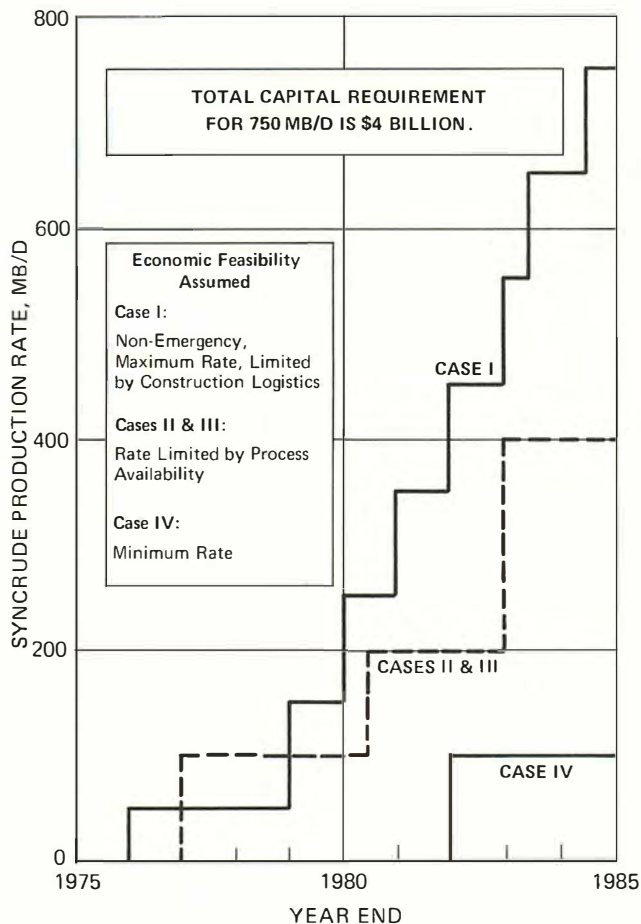 800
TOTAL CAPITAL REQUIREMENT
FOR 750 MB/D IS $4 BILLION.
600
SYNCRUDE PRODUCTION RATE, MB/D
Economic Feasibility
Assumed
Case I:
Non-Emergency,
Maximum Rate, Limited
by Construction Logistics
Cases II & III:
Rate Limited by Process
Availability
Case IV:
Minimum Rate
CASE I
400
200
CASES II & III
CASE IV
0
1975
1980
1985
YEAR END